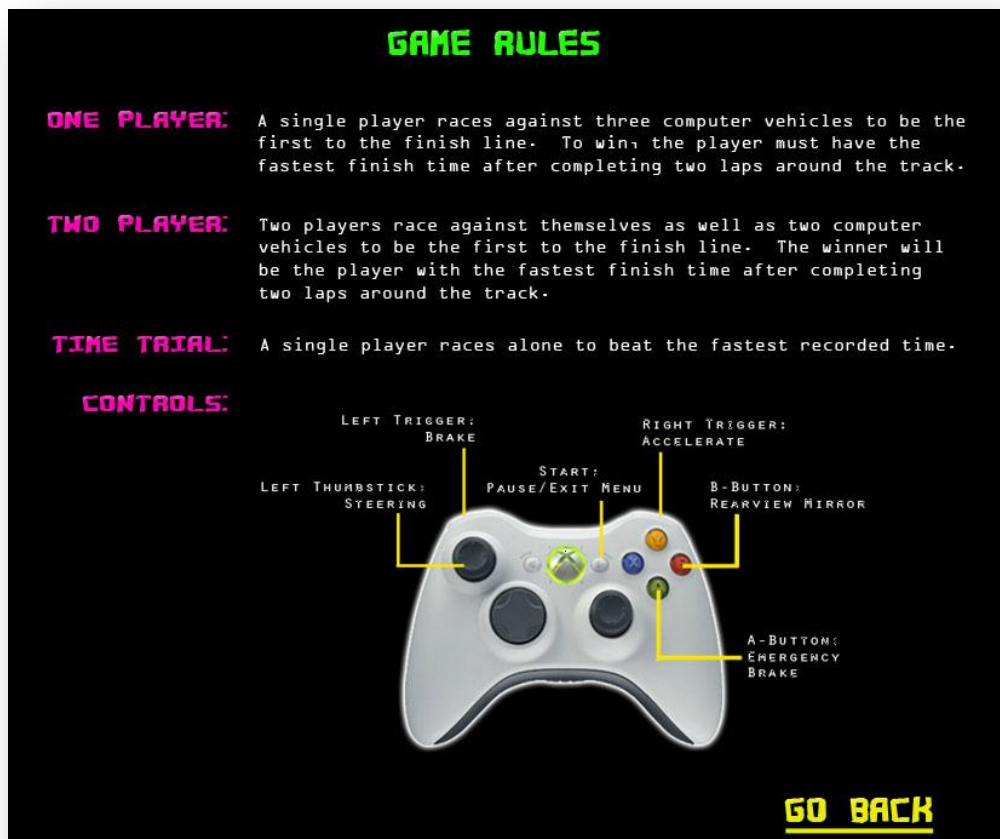 GAME RULES
ONE PLAYER:
A single player races against three computer vehicles to be the
first to the finish line. To win, the player must have the
fastest finish time after completing two laps around the track.
TWO PLAYER:
Two players race against themselves as well as two computer
vehicles to be the first to the finish line. The winner will
be the player with the fastest finish time after completing
two laps around the track.
TIME TRIAL:
A single player races alone to beat the fastest recorded time.
CONTROLS:
LEFT TRIGGER:
BRAKE
RIGHT TRIGGER:
ACCELERATE
START:
PAUSE/EXIT MENU
LEFT THUMBSTICK:
STEERING
B-BUTTON:
REARVIEW MIRROR
Y
X
B
A
A-BUTTON:
EMERGENCY
BRAKE
GO BACK